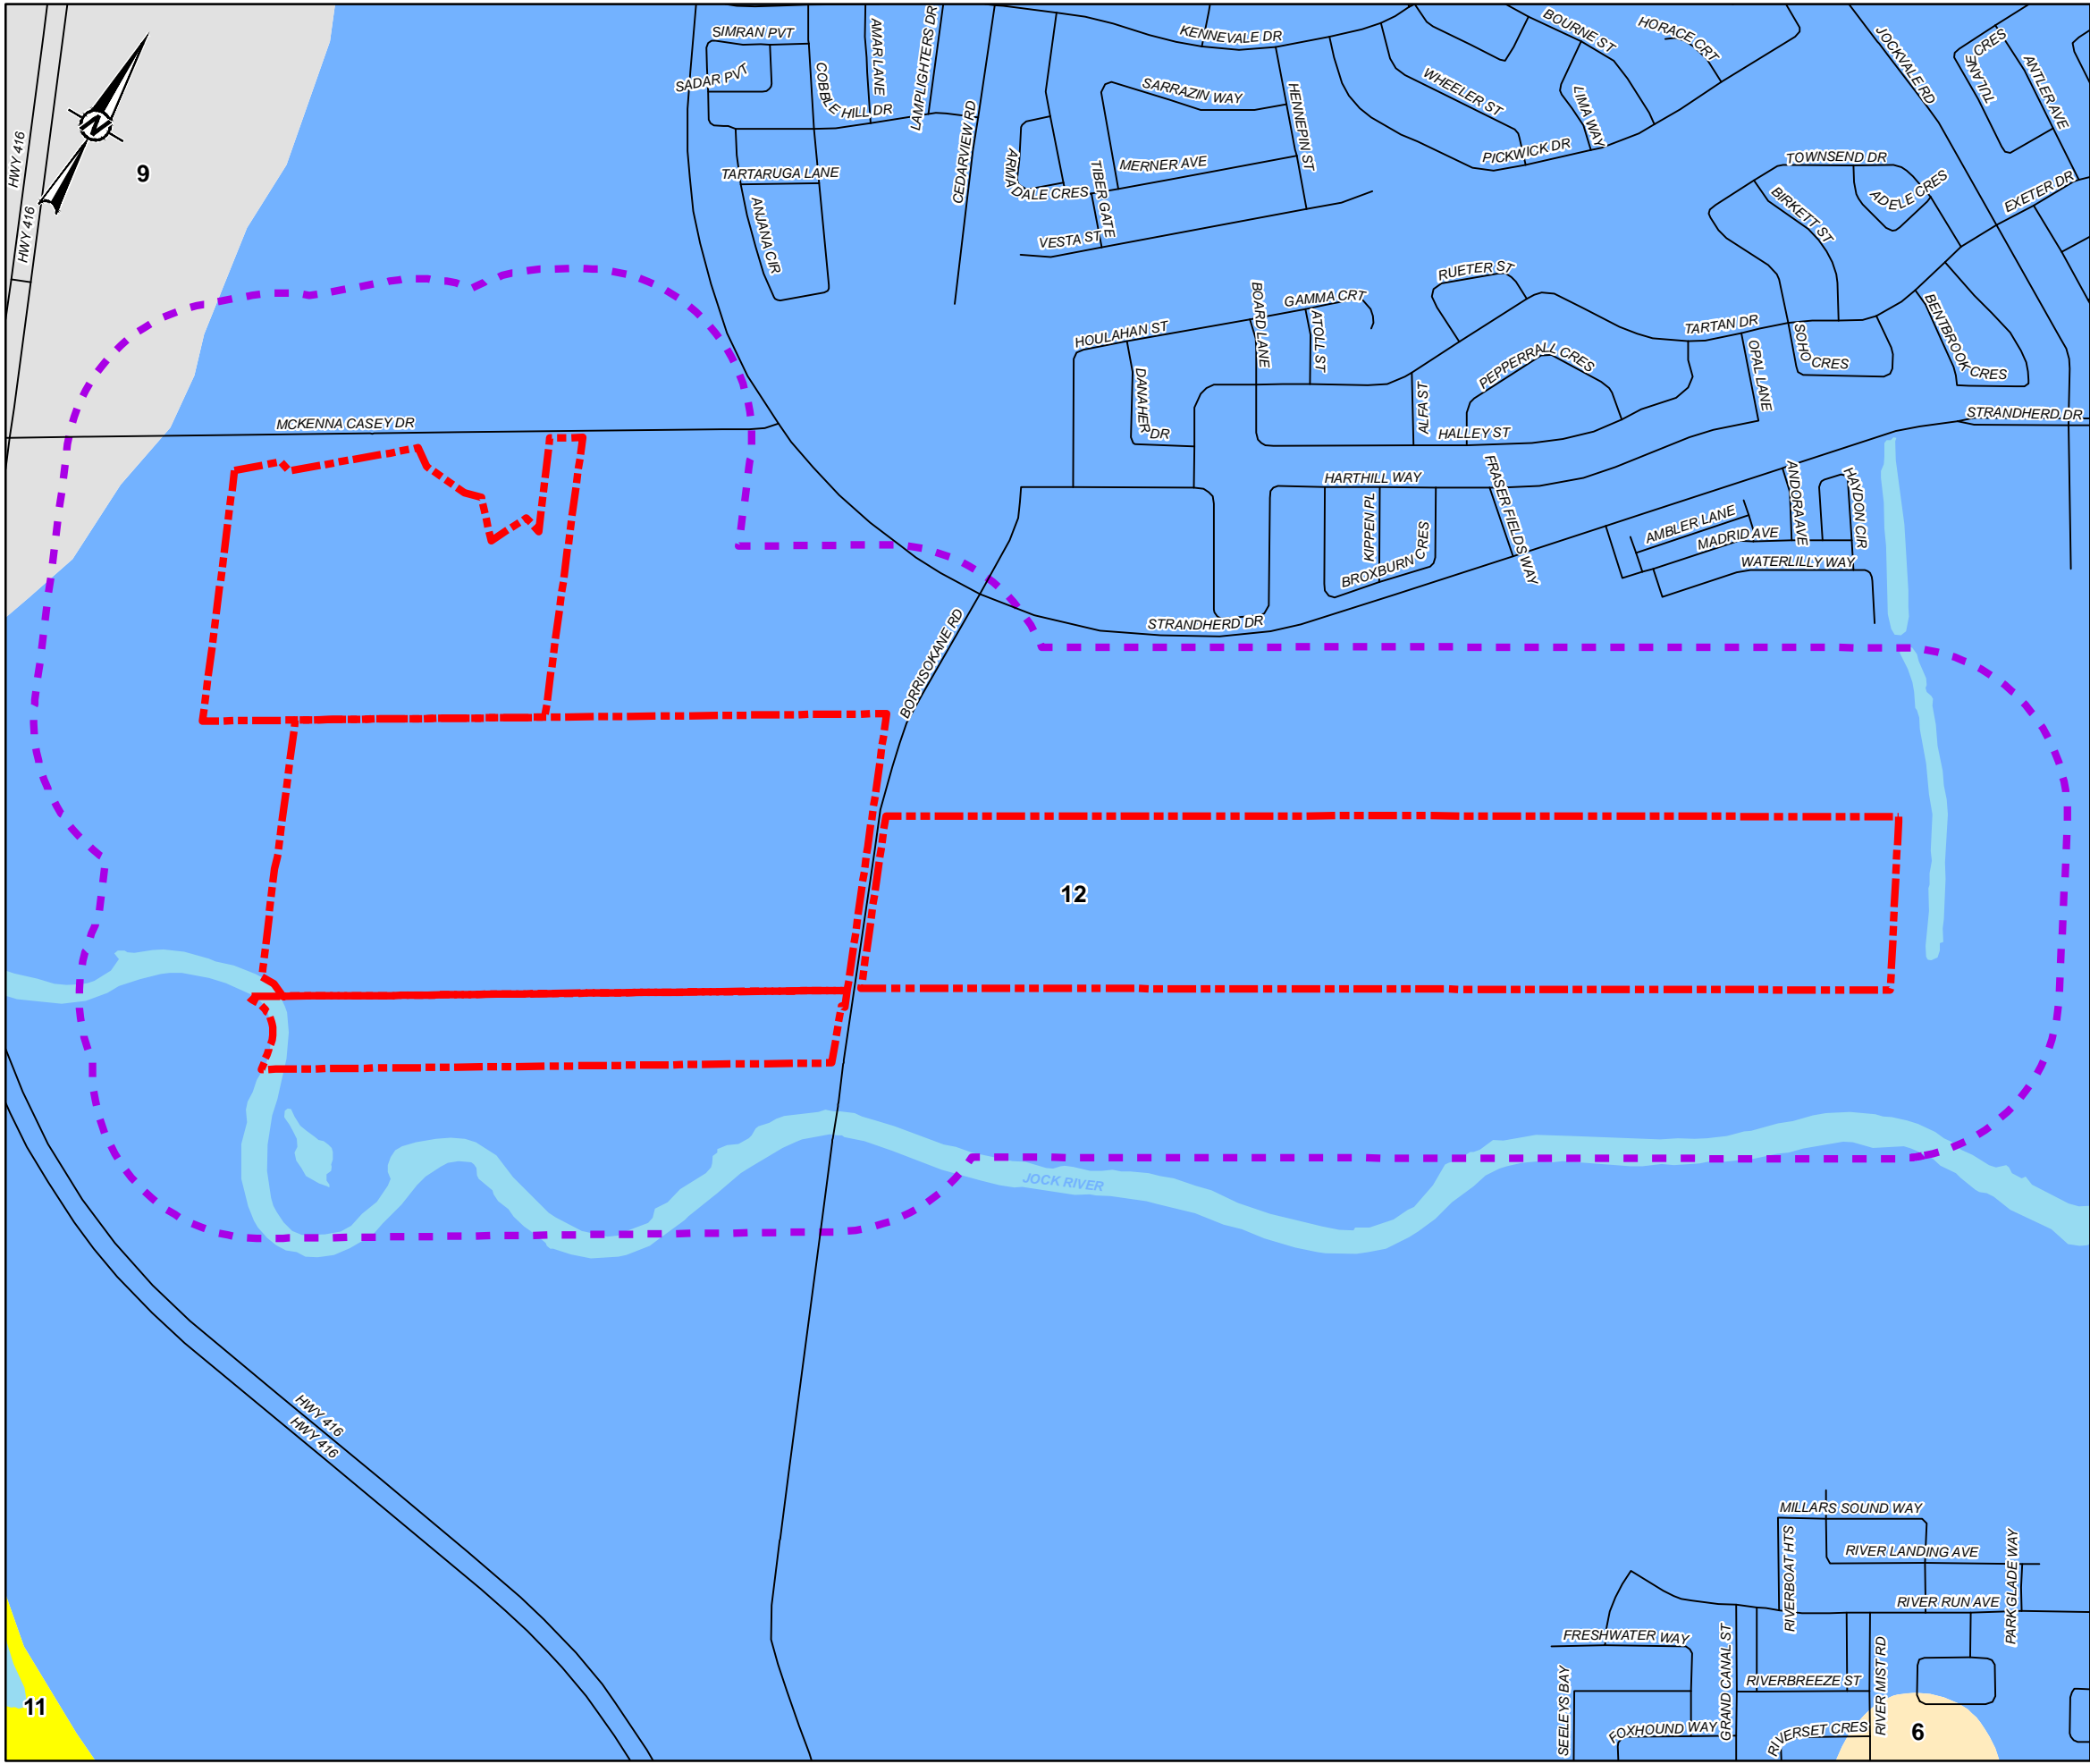 SIMRAN PVT
SADAR PVT
COBBLE HILL DR
AMAR LANE
LAMPLIGHTERS DR
CEDARVIEW RD
KENNEVALE DR
BOURNE ST
HORACE CRT
JOCKVALE RD
TULANE CRES
ANTLER AVE
SARRAZIN WAY
HENNEPIN ST
WHEELER ST
LIMA WAY
PICKWICK DR
HWY 416
HWY 416
N
9
TARTARUGA LANE
ANJANA CIR
ARMADALE CRES
TIBER GATE
MERNER AVE
VESTA ST
TOWNSEND DR
BIRKETT ST
ADELE CRES
EXETER DR
RUETER ST
GAMMA CRT
BOARD LANE
ATOLL ST
HOULAHAN ST
DANAHER DR
PEPPERRALL CRES
ALFA ST
HALLEY ST
TARTAN DR
OPAL LANE
SOHO CRES
BENTBROOK CRES
STRANDHERD DR
MCKENNA CASEY DR
HARTHILL WAY
KIPPEN PL
BROXBURN CRES
FRASER FIELDS WAY
AMBLER LANE
MADRID AVE
ANDORA AVE
HAYDON CIR
WATERLILLY WAY
STRANDHERD DR
BORRISOKANE RD
12
JOCK RIVER
HWY 416
HWY 416
MILLARS SOUND WAY
RIVERBOAT HTS
RIVER LANDING AVE
PARKGLADE WAY
RIVER RUN AVE
FRESHWATER WAY
GRAND CANAL ST
RIVERBREEZE ST
RIVER MIST RD
SEELEYS BAY
FOXHOUND WAY
RIVERSET CRES
11
6